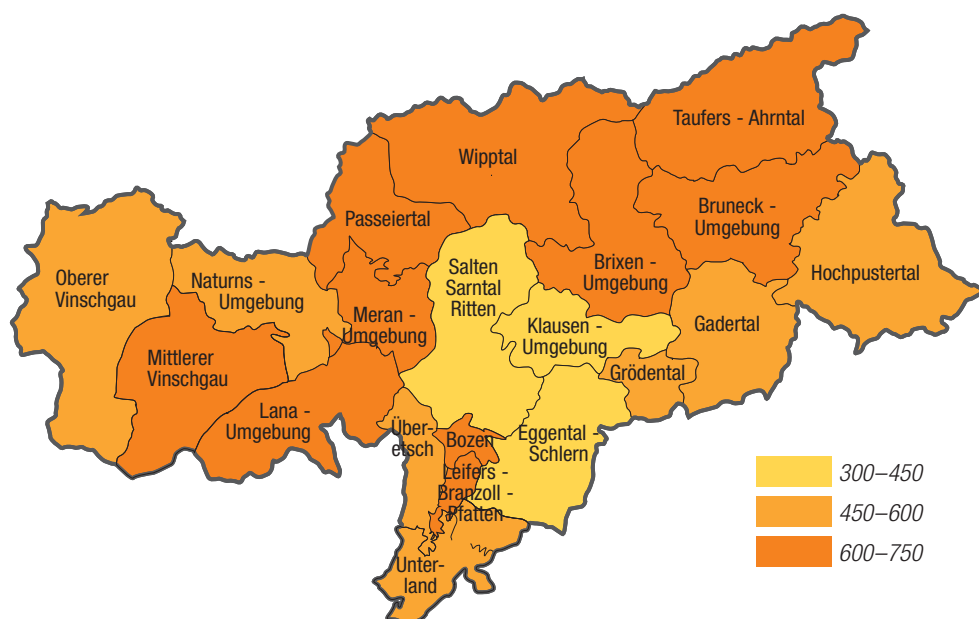 Taufers - Ahrntal
Wipptal
Bruneck -
Umgebung
Passeiertal
Hochpustertal
Brixen -
Umgebung
Salten
Sarntal
Ritten
Oberer
Vinschgau
Naturns -
Umgebung
Meran -
Umgebung
Klausen -
Umgebung
Gadertal
Mittlerer
Vinschgau
Grödental
Lana -
Umgebung
Über-
etsch
Bozen
Eggental -
Schlern
Leifers -
Branzoll -
Pfatten
Unter-
land
300–450
450–600
600–750